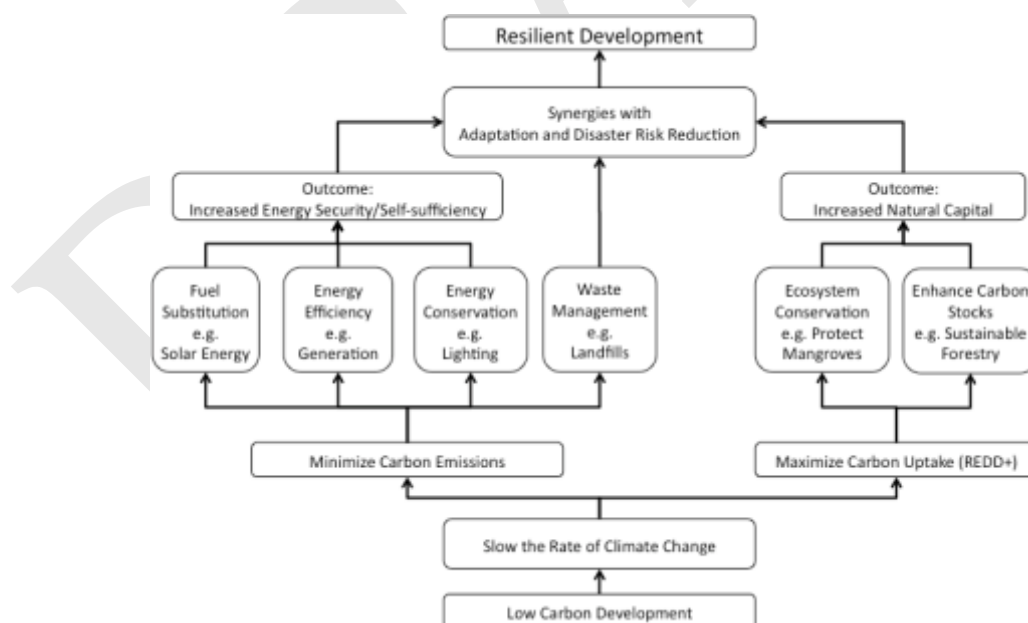 Resilient Development
Synergies with
Adaptation and Disaster Risk Reduction
Outcome:
Increased Energy Security/Self-sufficiency
Outcome:
Increased Natural Capital
Fuel
Substitution
e.g.
Solar Energy
Energy
Efficiency
e.g.
Generation
Energy
Conservation
e.g.
Lighting
Waste
Management
e.g.
Landfills
Ecosystem
Conservation
e.g. Protect
Mangroves
Enhance Carbon
Stocks
e.g. Sustainable
Forestry
Minimize Carbon Emissions
Maximize Carbon Uptake (REDD+)
Slow the Rate of Climate Change
Low Carbon Development